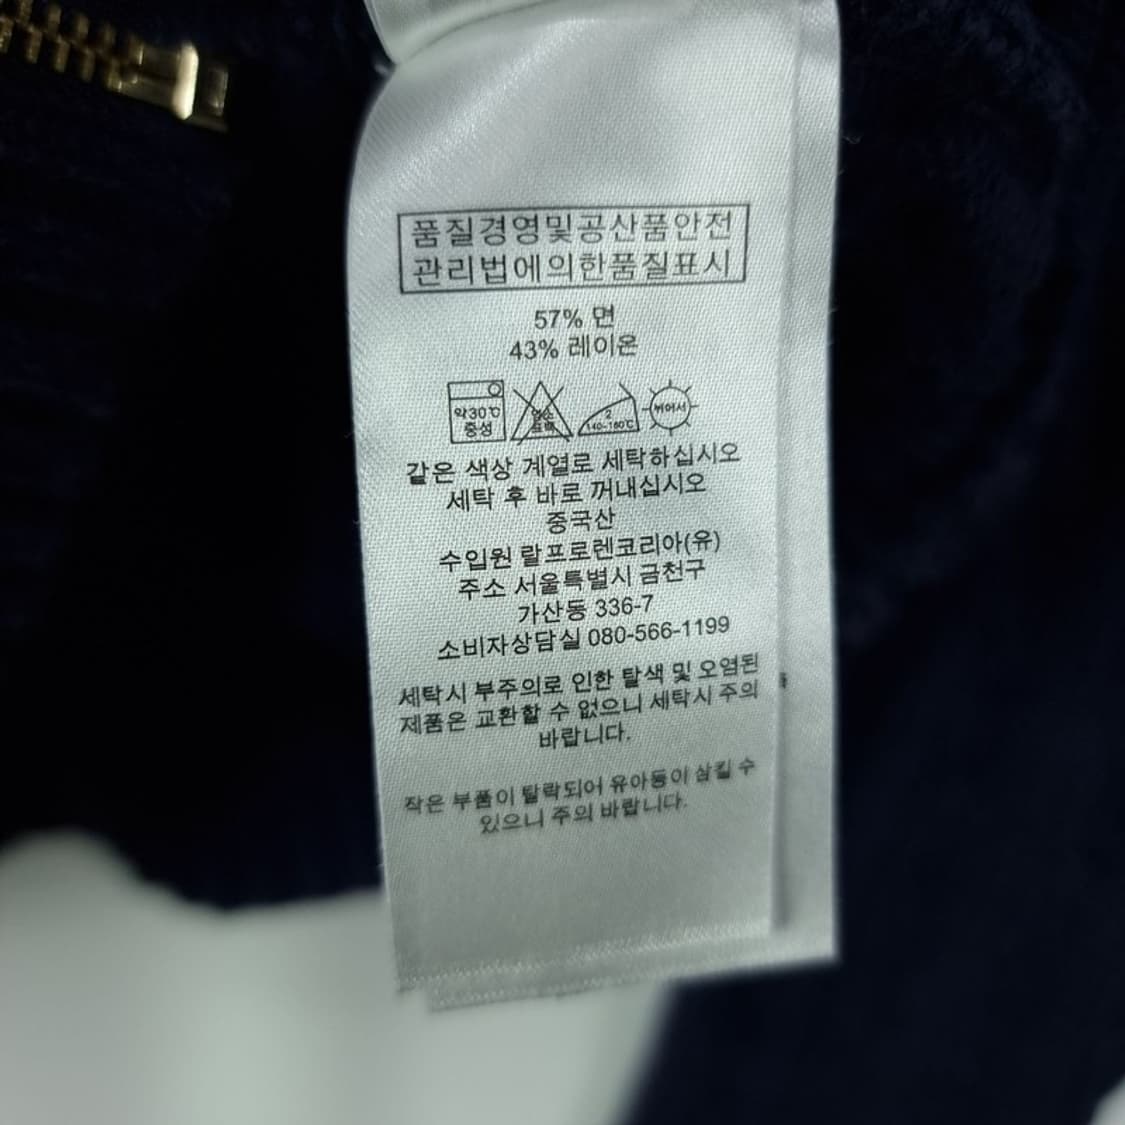 품질경영및공산품안전
관리법에의한품질표시
57% 면
43% 레이온
약30℃
중성
염소
표백
2
140-160℃
뉘어서
같은 색상 계열로 세탁하십시오
세탁 후 바로 꺼내십시오
중국산
수입원 랄프로렌코리아(유)
주소 서울특별시 금천구
가산동 336-7
소비자상담실 080-566-1199
세탁시 부주의로 인한 탈색 및 오염된
제품은 교환할 수 없으니 세탁시 주의
바랍니다.
작은 부품이 탈락되어 유아동이 삼킬 수
있으니 주의 바랍니다.